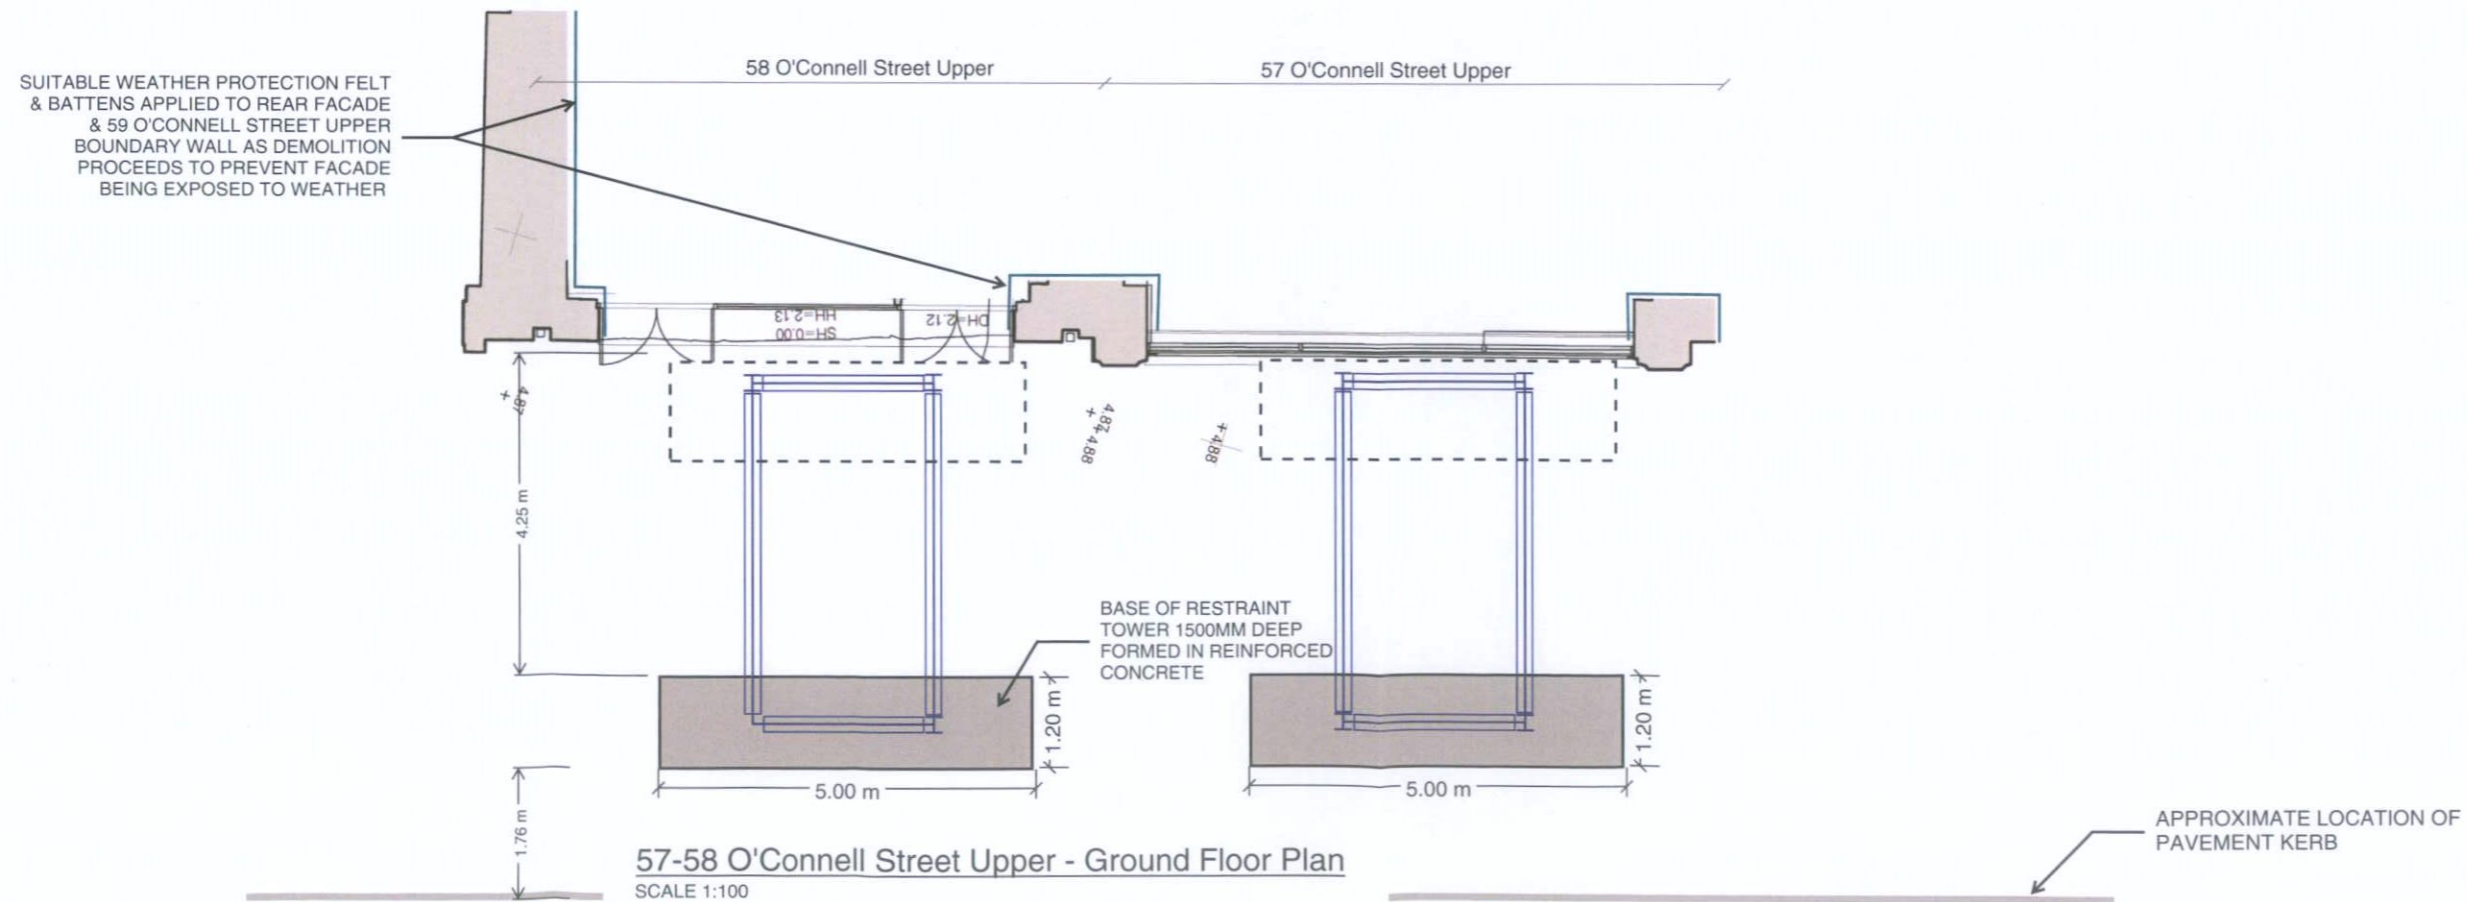 58 O'Connell Street Upper
57 O'Connell Street Upper
SUITABLE WEATHER PROTECTION FELT
& BATTENS APPLIED TO REAR FACADE
& 59 O'CONNELL STREET UPPER
BOUNDARY WALL AS DEMOLITION
PROCEEDS TO PREVENT FACADE
BEING EXPOSED TO WEATHER
HH=2.13
SH=0.00
DH=2.12
4.87
4.87
4.88
4.88
4.25 m
BASE OF RESTRAINT
TOWER 1500MM DEEP
FORMED IN REINFORCED
CONCRETE
1.20 m
1.20 m
5.00 m
5.00 m
1.76 m
57-58 O'Connell Street Upper - Ground Floor Plan
SCALE 1:100
APPROXIMATE LOCATION OF
PAVEMENT KERB